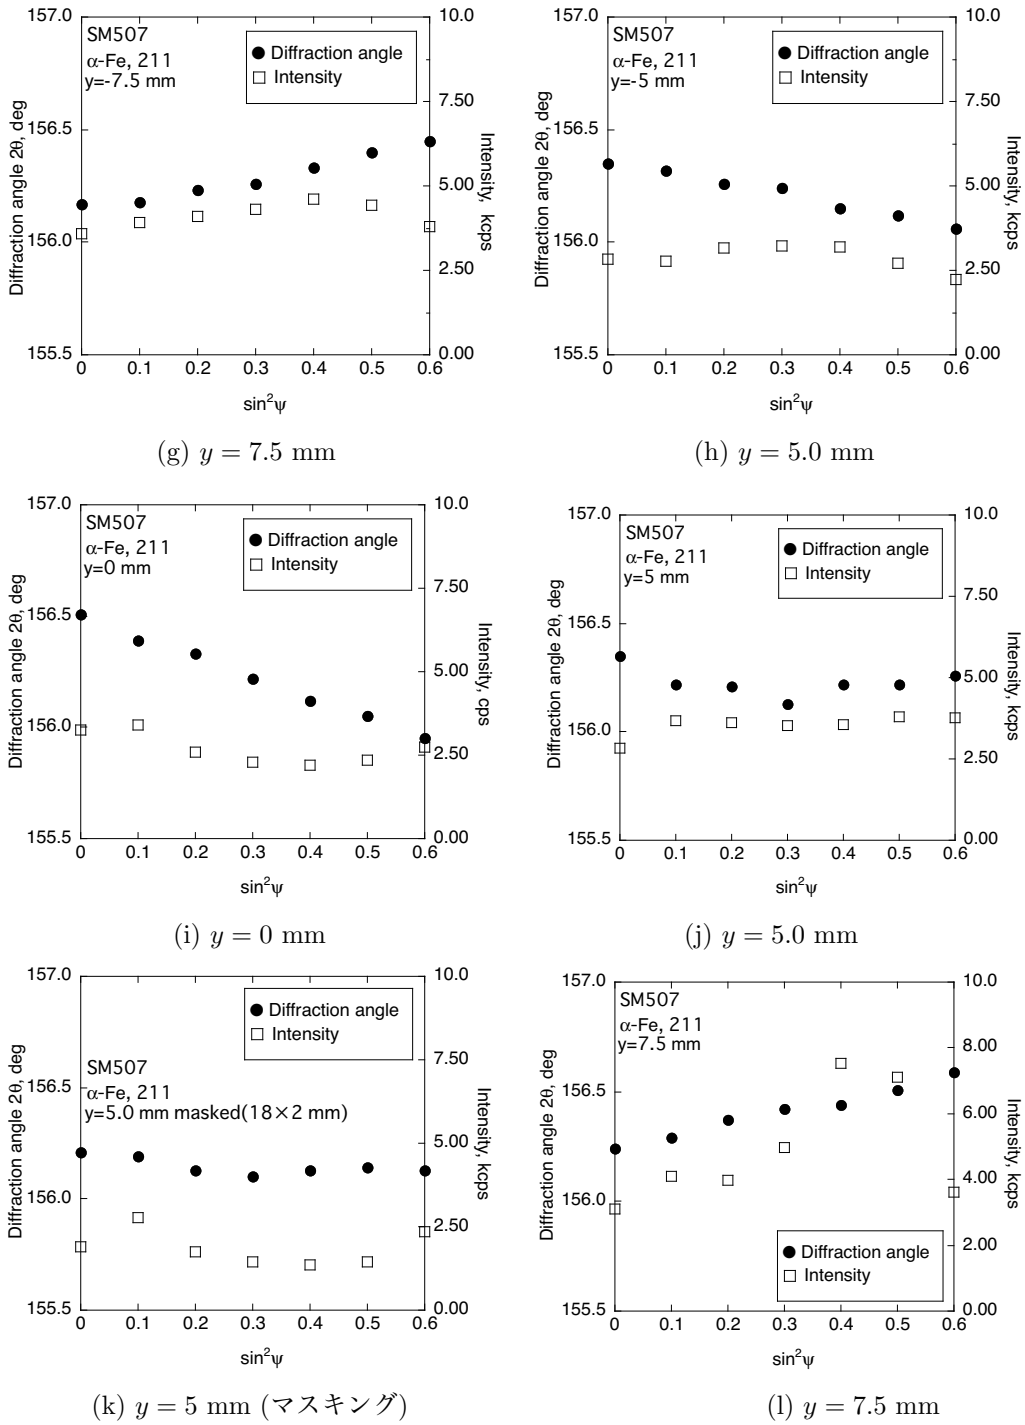 157.0 10.0
SM507
α-Fe, 211
y=-7.5 mm
● Diffraction angle
□ Intensity
7.50
156.5
5.00
156.0
2.50
155.5 0.00
0 0.1 0.2 0.3 0.4 0.5 0.6
sin²ψ
Diffraction angle 2θ, deg
Intensity, kcps
(g) y = 7.5 mm
157.0 10.0
SM507
α-Fe, 211
y=-5 mm
● Diffraction angle
□ Intensity
7.50
156.5
5.00
156.0
2.50
155.5 0.00
0 0.1 0.2 0.3 0.4 0.5 0.6
sin²ψ
Diffraction angle 2θ, deg
Intensity, kcps
(h) y = 5.0 mm
157.0 10.0
SM507
α-Fe, 211
y=0 mm
● Diffraction angle
□ Intensity
7.50
156.5
5.00
156.0
2.50
155.5 0.00
0 0.1 0.2 0.3 0.4 0.5 0.6
sin²ψ
Diffraction angle 2θ, deg
Intensity, cps
(i) y = 0 mm
157.0 10.0
SM507
α-Fe, 211
y=5 mm
● Diffraction angle
□ Intensity
7.50
156.5
5.00
156.0
2.50
155.5 0.00
0 0.1 0.2 0.3 0.4 0.5 0.6
sin²ψ
Diffraction angle 2θ, deg
Intensity, kcps
(j) y = 5.0 mm
157.0 10.0
● Diffraction angle
□ Intensity
7.50
SM507
α-Fe, 211
y=5.0 mm masked(18×2 mm)
156.5
5.00
156.0
2.50
155.5 0.00
0 0.1 0.2 0.3 0.4 0.5 0.6
sin²ψ
Diffraction angle 2θ, deg
Intensity, kcps
(k) y = 5 mm (マスキング)
157.0 10.0
SM507
α-Fe, 211
y=7.5 mm
8.00
156.5
6.00
4.00
156.0
2.00
● Diffraction angle
□ Intensity
155.5 0.00
0 0.1 0.2 0.3 0.4 0.5 0.6
sin²ψ
Diffraction angle 2θ, deg
Intensity, kcps
(l) y = 7.5 mm